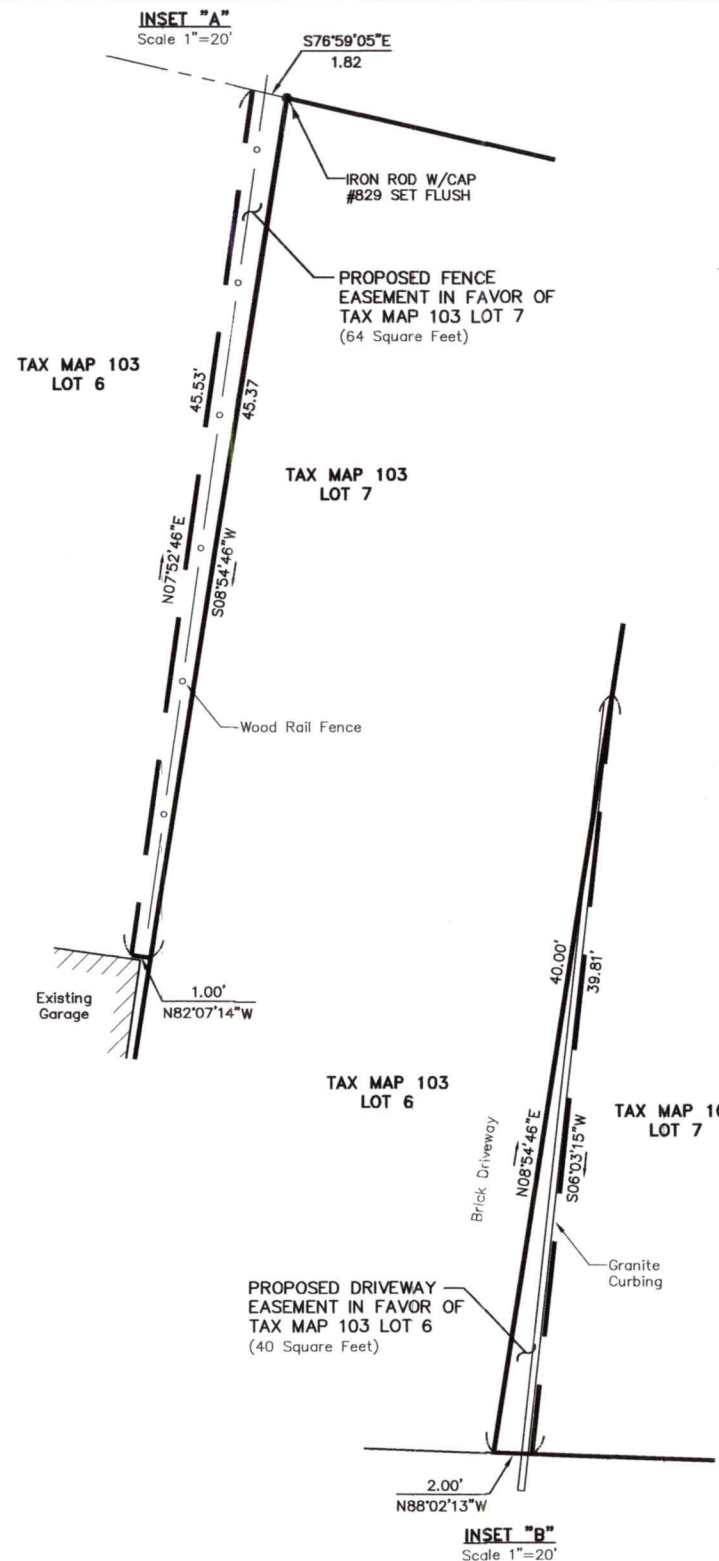 INSET "A"
Scale 1"=20'
S76°59'05"E
1.82
IRON ROD W/CAP
#829 SET FLUSH
PROPOSED FENCE
EASEMENT IN FAVOR OF
TAX MAP 103 LOT 7
(64 Square Feet)
TAX MAP 103
LOT 6
45.53'
45.37
TAX MAP 103
LOT 7
N07°52'46"E
S08°54'46"W
Wood Rail Fence
Existing
Garage
1.00'
N82°07'14"W
40.00'
39.81'
TAX MAP 103
LOT 6
TAX MAP 10
LOT 7
Brick Driveway
N08°54'46"E
S06°03'15"W
Granite
Curbing
PROPOSED DRIVEWAY
EASEMENT IN FAVOR OF
TAX MAP 103 LOT 6
(40 Square Feet)
2.00'
N88°02'13"W
INSET "B"
Scale 1"=20'